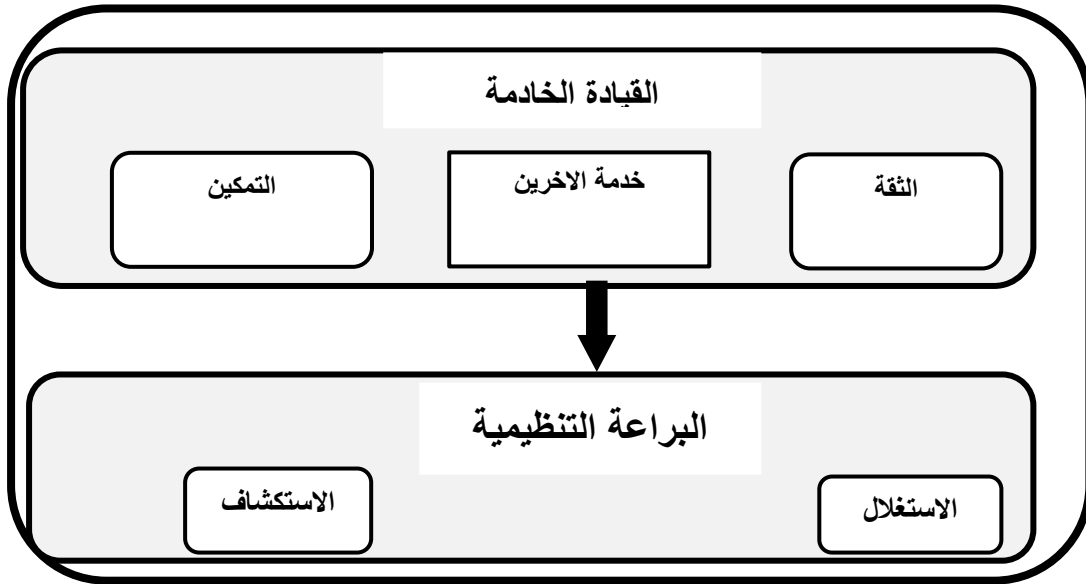 القيادة الخادمة
الثقة
خدمة الاخرين
التمكين
البراعة التنظيمية
الاستغلال
الاستكشاف